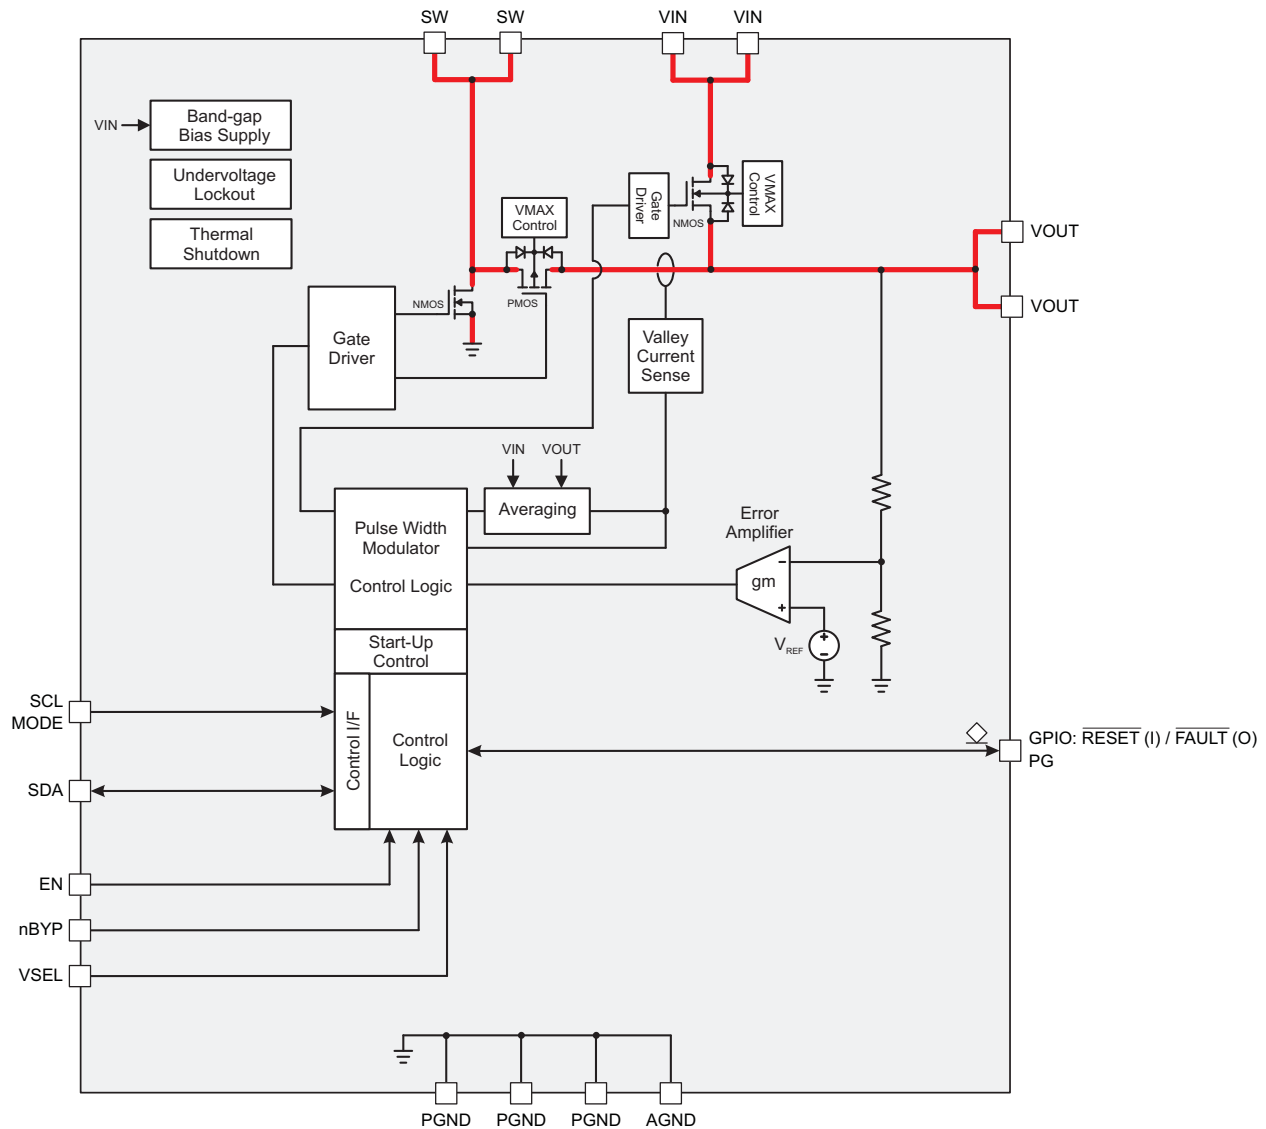 SW
SW
VIN
VIN
VIN
Band-gap
Bias Supply
Undervoltage
Lockout
Thermal
Shutdown
VMAX
Control
Gate
Driver
NMOS
VMAX
Control
VOUT
VOUT
NMOS
PMOS
Gate
Driver
Valley
Current
Sense
VIN
VOUT
Averaging
Pulse Width
Modulator
Control Logic
Error
Amplifier
gm
−
+
+
−
VREF
Start-Up
Control
Control I/F
Control
Logic
SCL
MODE
SDA
GPIO: RESET (I) / FAULT (O)
PG
EN
nBYP
VSEL
PGND
PGND
PGND
AGND